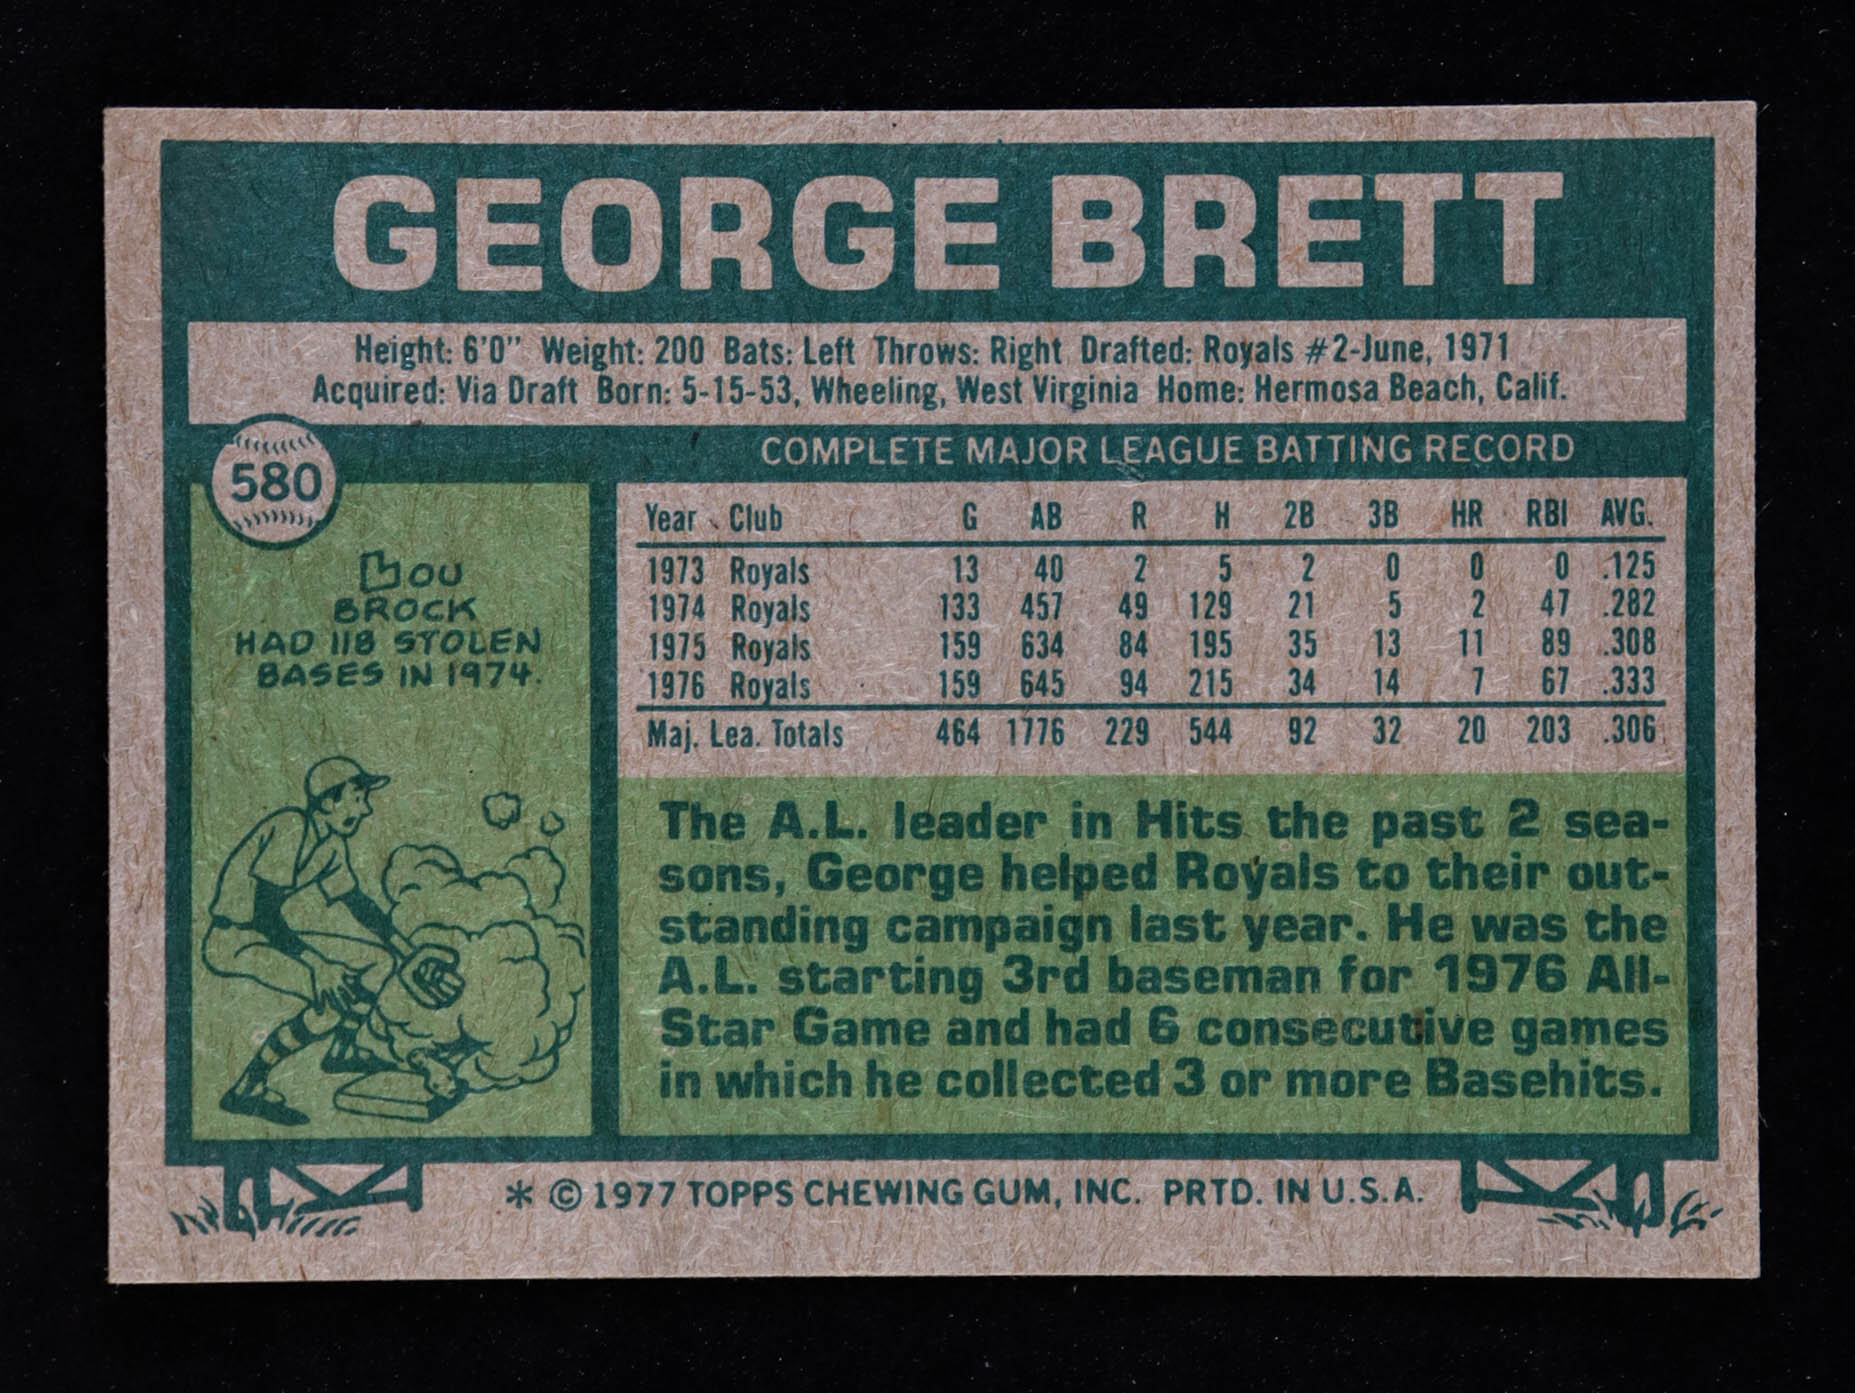 GEORGE BRETT
Height: 6'0" Weight: 200 Bats: Left Throws: Right Drafted: Royals #2-June, 1971
Acquired: Via Draft Born: 5-15-53, Wheeling, West Virginia Home: Hermosa Beach, Calif.
580
LOU
BROCK
HAD 118 STOLEN
BASES IN 1974.
COMPLETE MAJOR LEAGUE BATTING RECORD
Year Club G AB R H 2B 3B HR RBI AVG.
1973 Royals 13 40 2 5 2 0 0 0 .125
1974 Royals 133 457 49 129 21 5 2 47 .282
1975 Royals 159 634 84 195 35 13 11 89 .308
1976 Royals 159 645 94 215 34 14 7 67 .333
Maj. Lea. Totals 464 1776 229 544 92 32 20 203 .306
The A.L. leader in Hits the past 2 sea-
sons, George helped Royals to their out-
standing campaign last year. He was the
A.L. starting 3rd baseman for 1976 All-
Star Game and had 6 consecutive games
in which he collected 3 or more Basehits.
* © 1977 TOPPS CHEWING GUM, INC. PRTD. IN U.S.A.